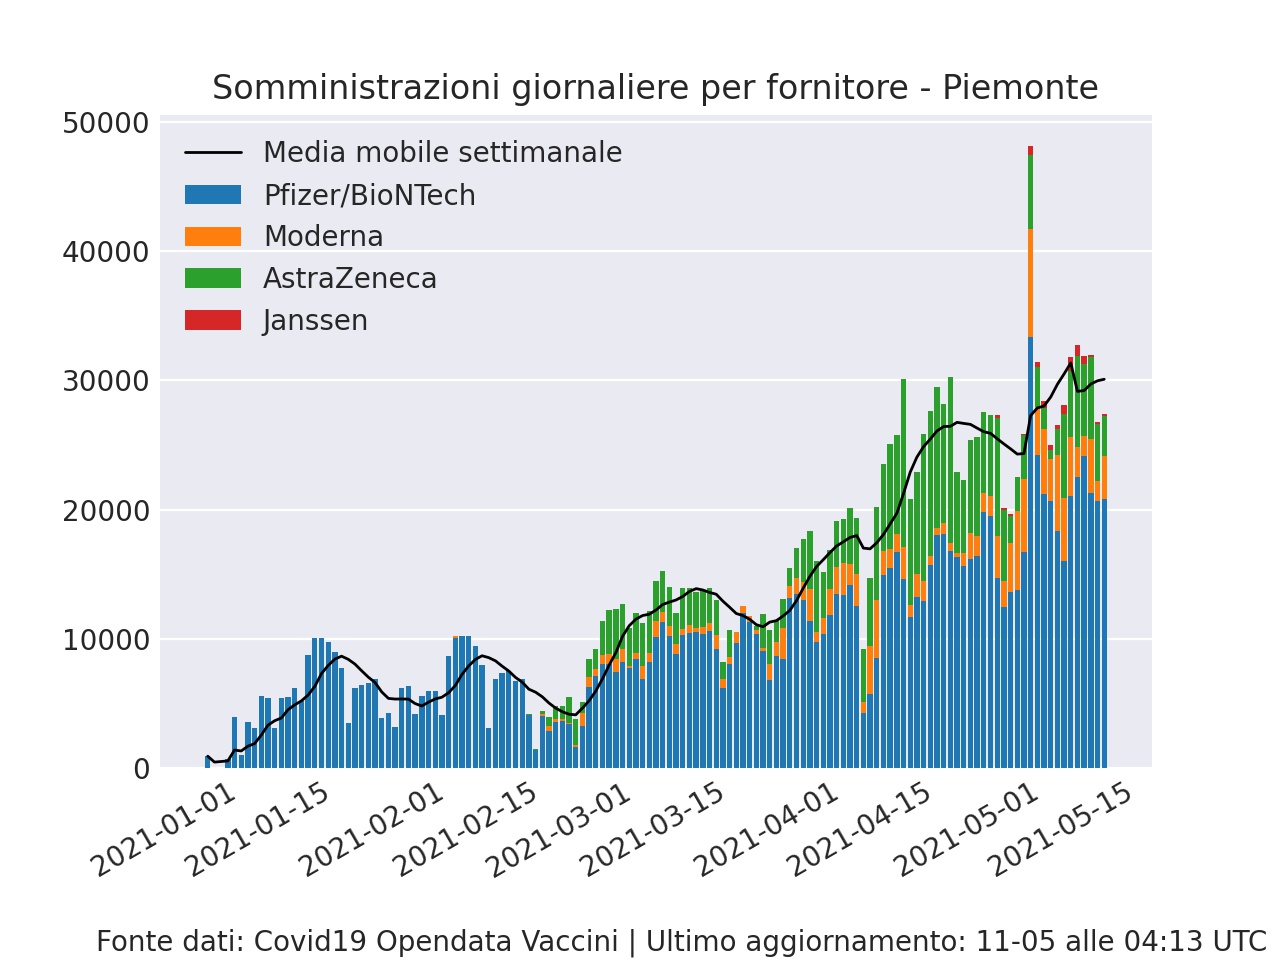 Somministrazioni giornaliere per fornitore - Piemonte
50000
40000
30000
20000
10000
0
Media mobile settimanale
Pfizer/BioNTech
Moderna
AstraZeneca
Janssen
2021-01-01
2021-01-15
2021-02-01
2021-02-15
2021-03-01
2021-03-15
2021-04-01
2021-04-15
2021-05-01
2021-05-15
Fonte dati: Covid19 Opendata Vaccini | Ultimo aggiornamento: 11-05 alle 04:13 UTC